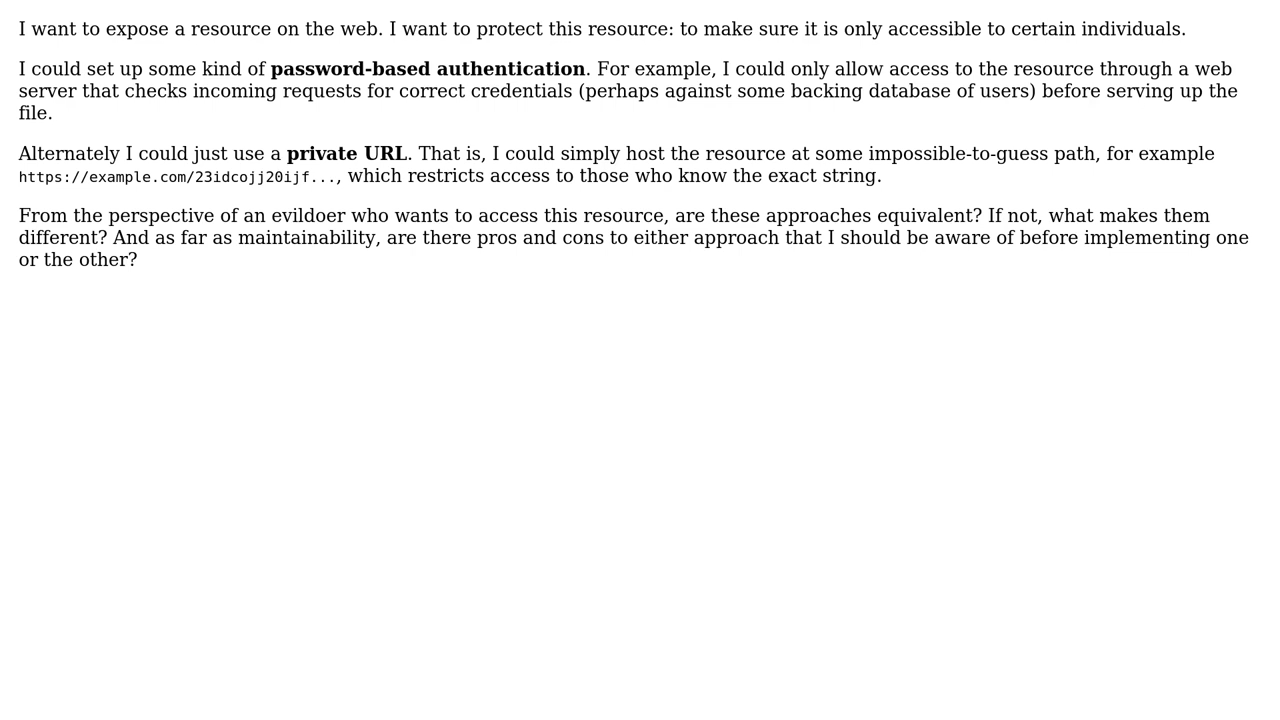 I want to expose a resource on the web. I want to protect this resource: to make sure it is only accessible to certain individuals.
I could set up some kind of password-based authentication. For example, I could only allow access to the resource through a web
server that checks incoming requests for correct credentials (perhaps against some backing database of users) before serving up the
file.
Alternately I could just use a private URL. That is, I could simply host the resource at some impossible-to-guess path, for example
https://example.com/23idcojj20ijf..., which restricts access to those who know the exact string.
From the perspective of an evildoer who wants to access this resource, are these approaches equivalent? If not, what makes them
different? And as far as maintainability, are there pros and cons to either approach that I should be aware of before implementing one
or the other?